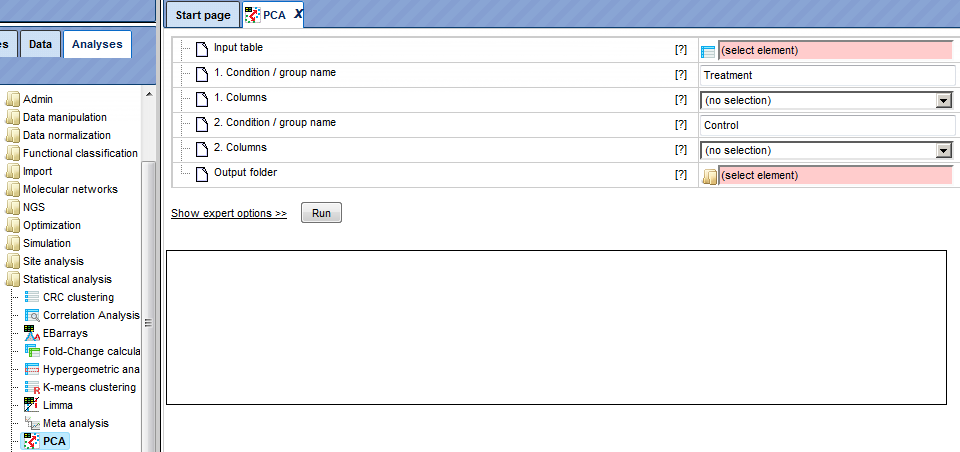 Start page
PCA X
es
Data
Analyses
Input table [?] (select element)
1. Condition / group name [?] Treatment
1. Columns [?] (no selection)
2. Condition / group name [?] Control
2. Columns [?] (no selection)
Output folder [?] (select element)
Show expert options >> Run
Admin
Data manipulation
Data normalization
Functional classification
Import
Molecular networks
NGS
Optimization
Simulation
Site analysis
Statistical analysis
CRC clustering
Correlation Analysis
EBarrays
Fold-Change calcula
Hypergeometric ana
K-means clustering
Limma
Meta analysis
PCA